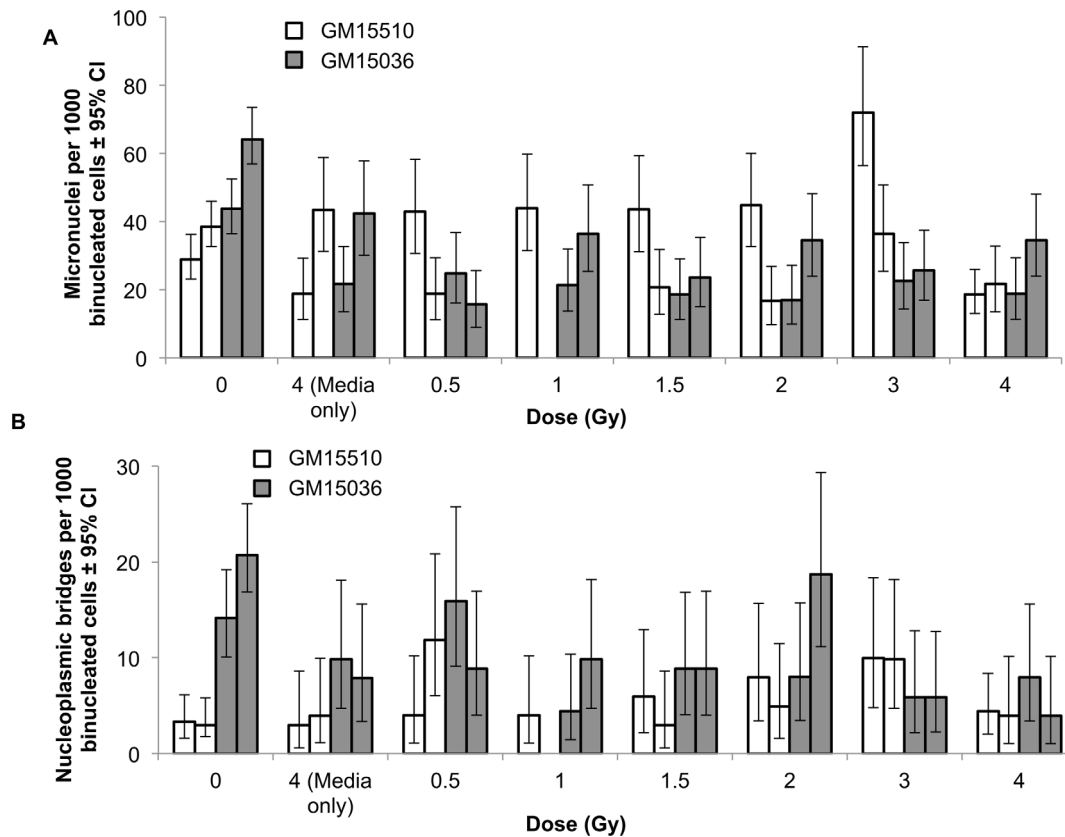 A
Micronuclei per 1000
binucleated cells ± 95% CI
100
80
60
40
20
0
GM15510
GM15036
0
4 (Media
only)
0.5
1
1.5
2
3
4
Dose (Gy)
B
Nucleoplasmic bridges per 1000
binucleated cells ± 95% CI
30
20
10
0
GM15510
GM15036
0
4 (Media
only)
0.5
1
1.5
2
3
4
Dose (Gy)